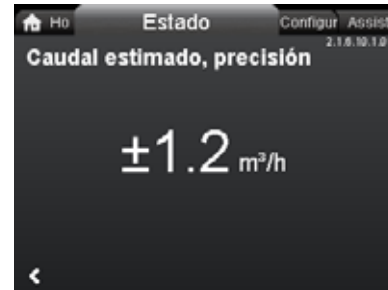 Ho Estado Configur Assist
2.1.6.10.1.0
Caudal estimado, precisión
±1.2 m³/h